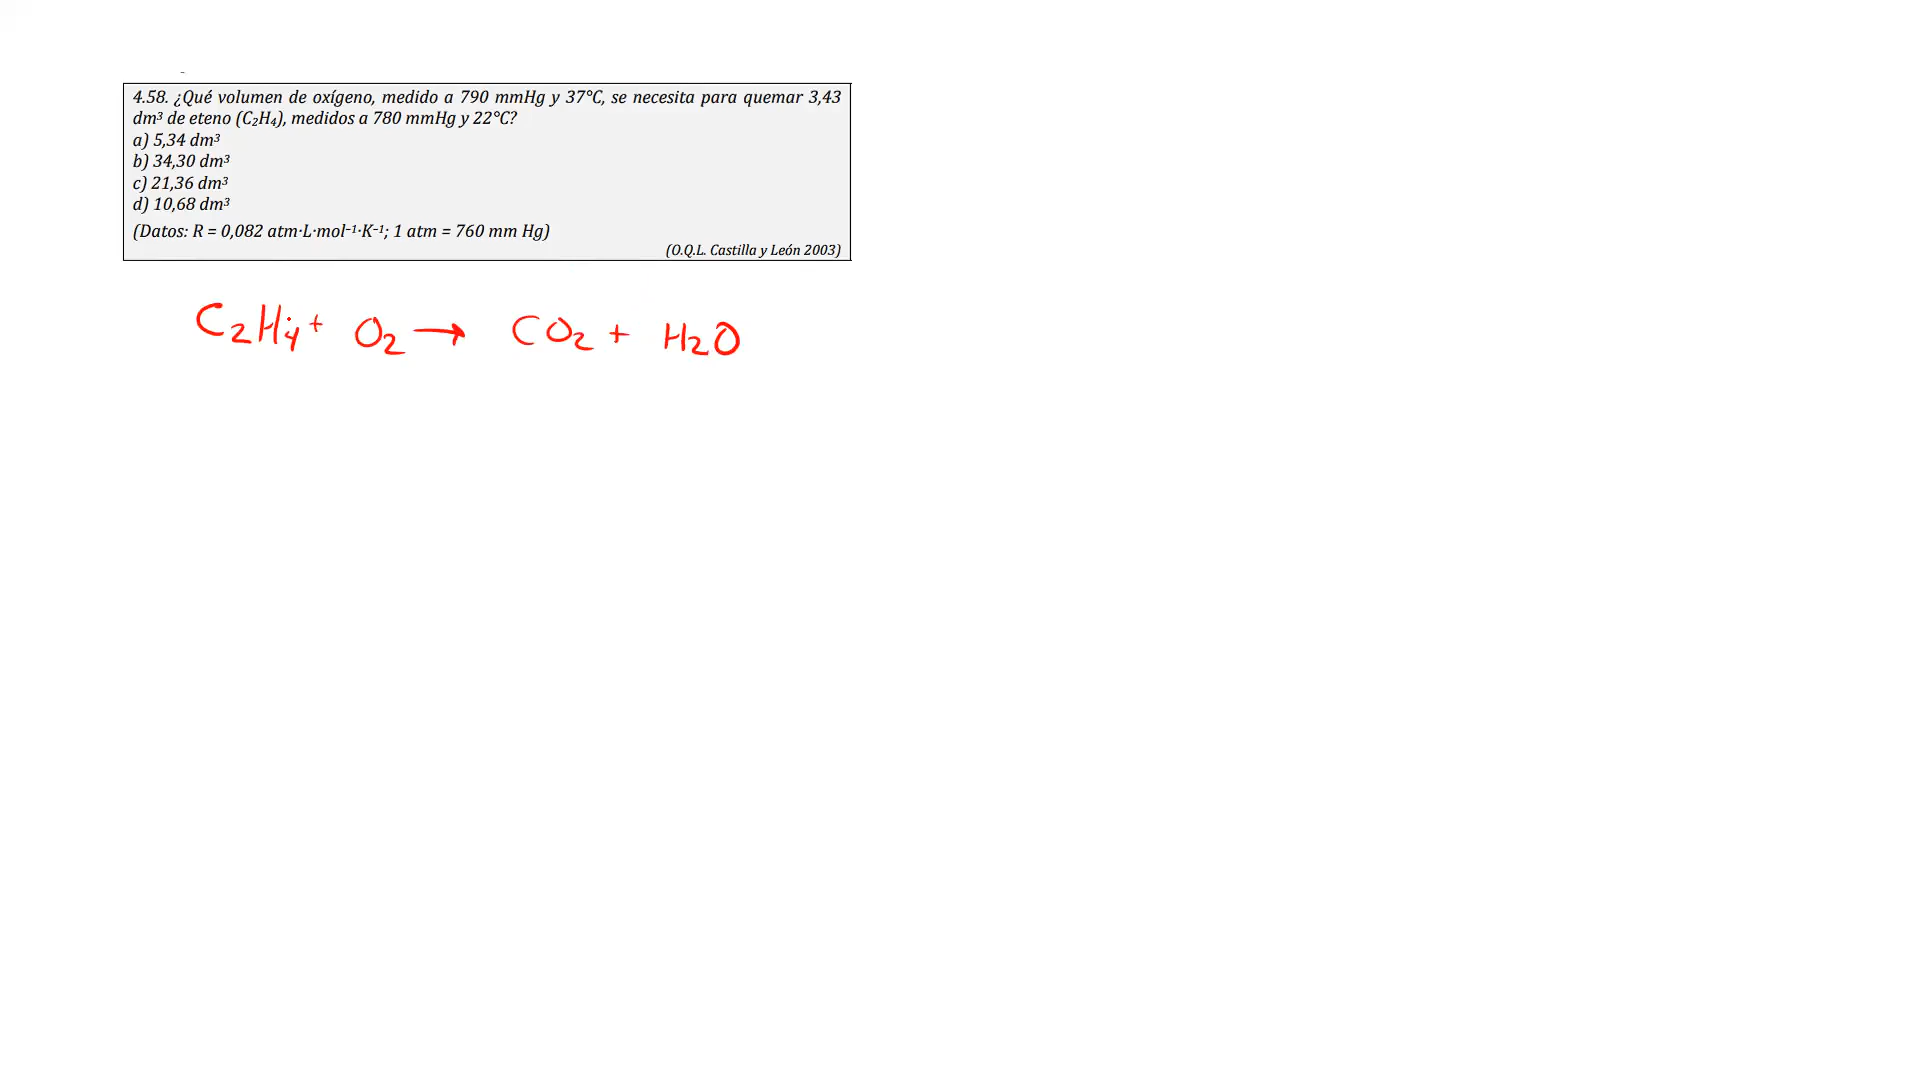 4.58. ¿Qué volumen de oxígeno, medido a 790 mmHg y 37°C, se necesita para quemar 3,43
dm³ de eteno (C₂H₄), medidos a 780 mmHg y 22°C?
a) 5,34 dm³
b) 34,30 dm³
c) 21,36 dm³
d) 10,68 dm³
(Datos: R = 0,082 atm·L·mol⁻¹·K⁻¹; 1 atm = 760 mm Hg)
(O.Q.L. Castilla y León 2003)
C₂H₄ + O₂ → CO₂ + H₂O